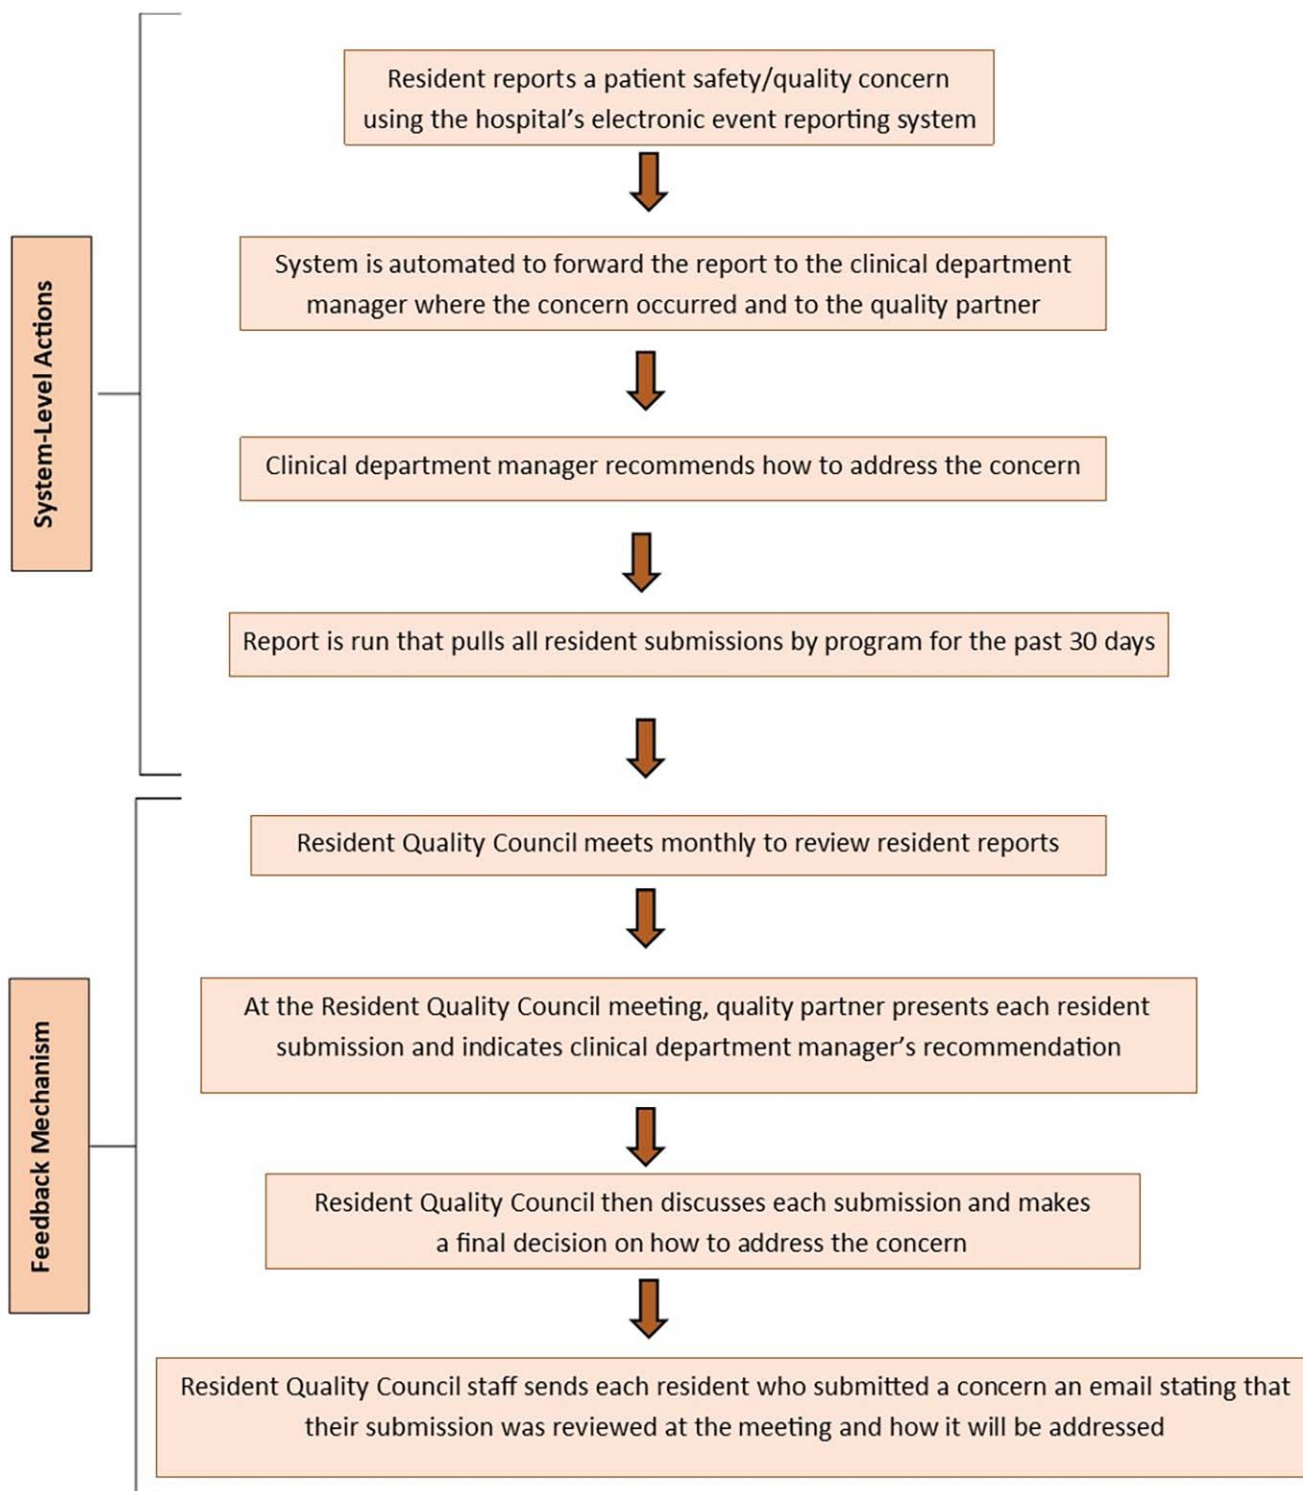 Resident reports a patient safety/quality concern
using the hospital’s electronic event reporting system
System is automated to forward the report to the clinical department
manager where the concern occurred and to the quality partner
System-Level Actions
Clinical department manager recommends how to address the concern
Report is run that pulls all resident submissions by program for the past 30 days
Resident Quality Council meets monthly to review resident reports
Feedback Mechanism
At the Resident Quality Council meeting, quality partner presents each resident
submission and indicates clinical department manager’s recommendation
Resident Quality Council then discusses each submission and makes
a final decision on how to address the concern
Resident Quality Council staff sends each resident who submitted a concern an email stating that
their submission was reviewed at the meeting and how it will be addressed